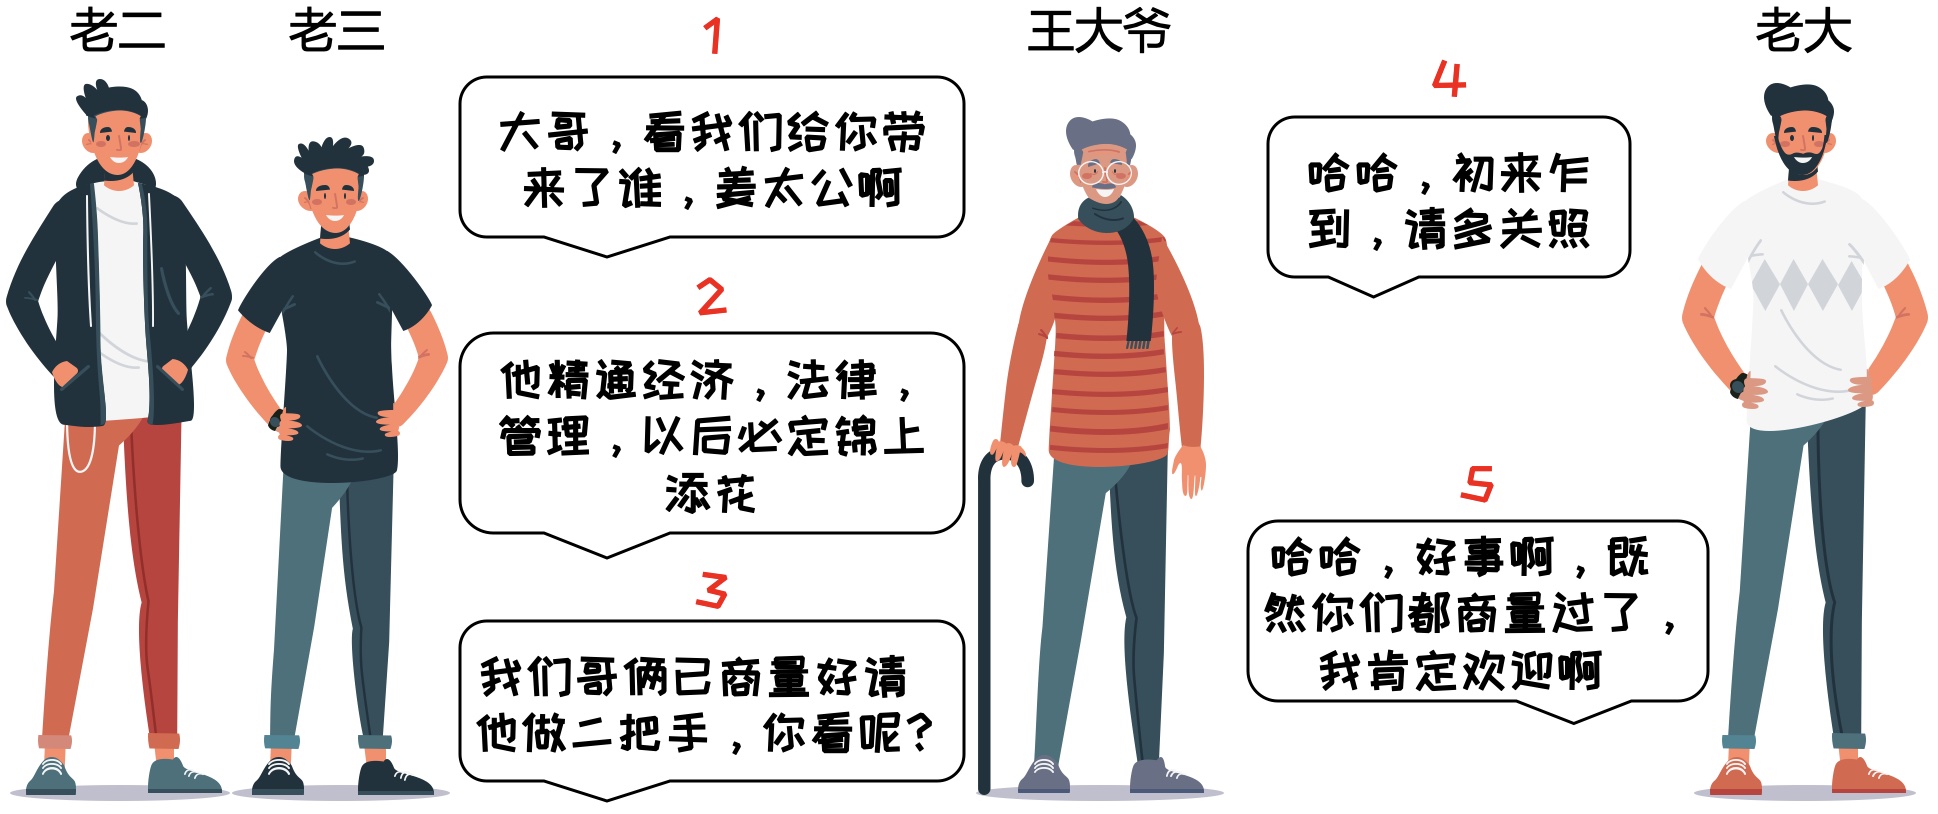 老二
老三
王大爷
老大
1
大哥，看我们给你带
来了谁，姜太公啊
2
他精通经济，法律，
管理，以后必定锦上
添花
3
我们哥俩已商量好请
他做二把手，你看呢?
4
哈哈，初来乍
到，请多关照
5
哈哈，好事啊，既
然你们都商量过了，
我肯定欢迎啊